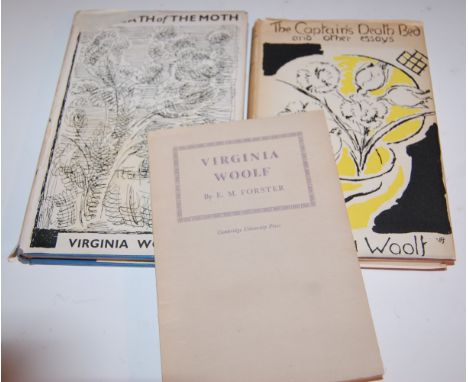 ATH of THE MOTH
VIRGINIA WO
The Captain's Death Bed
and other essays
Woolf
VIRGINIA
WOOLF
By E. M. FORSTER
Cambridge University Press